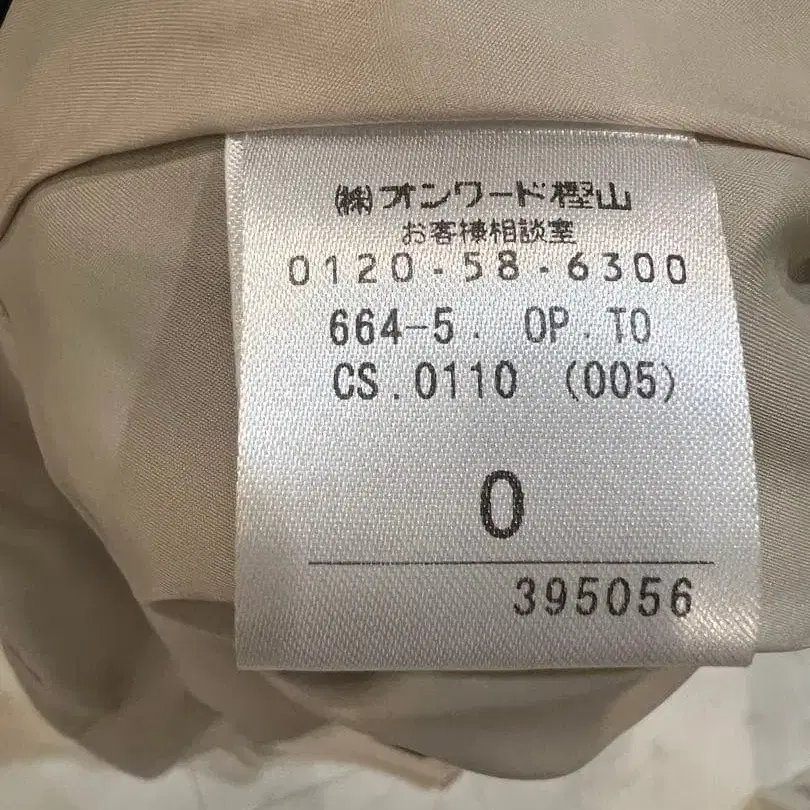 ㈱オンワード樫山
お客様相談室
0120-58-6300
664-5. OP.TO
CS.0110 (005)
0
395056